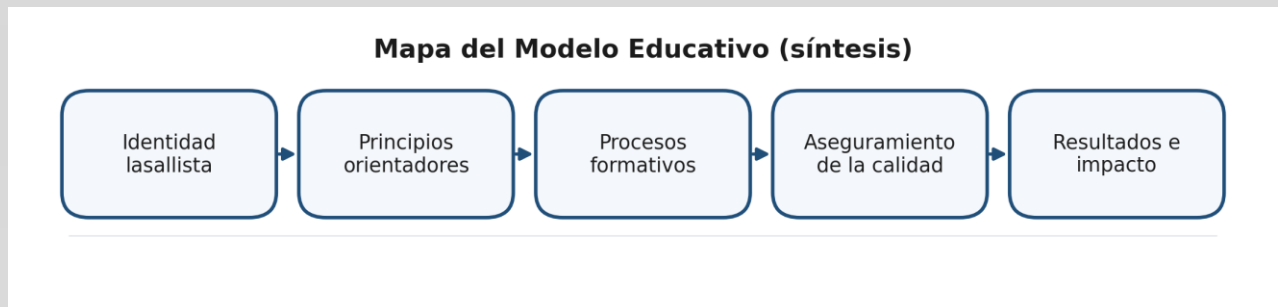 Mapa del Modelo Educativo (síntesis)
Identidad
lasallista
Principios
orientadores
Procesos
formativos
Aseguramiento
de la calidad
Resultados e
impacto